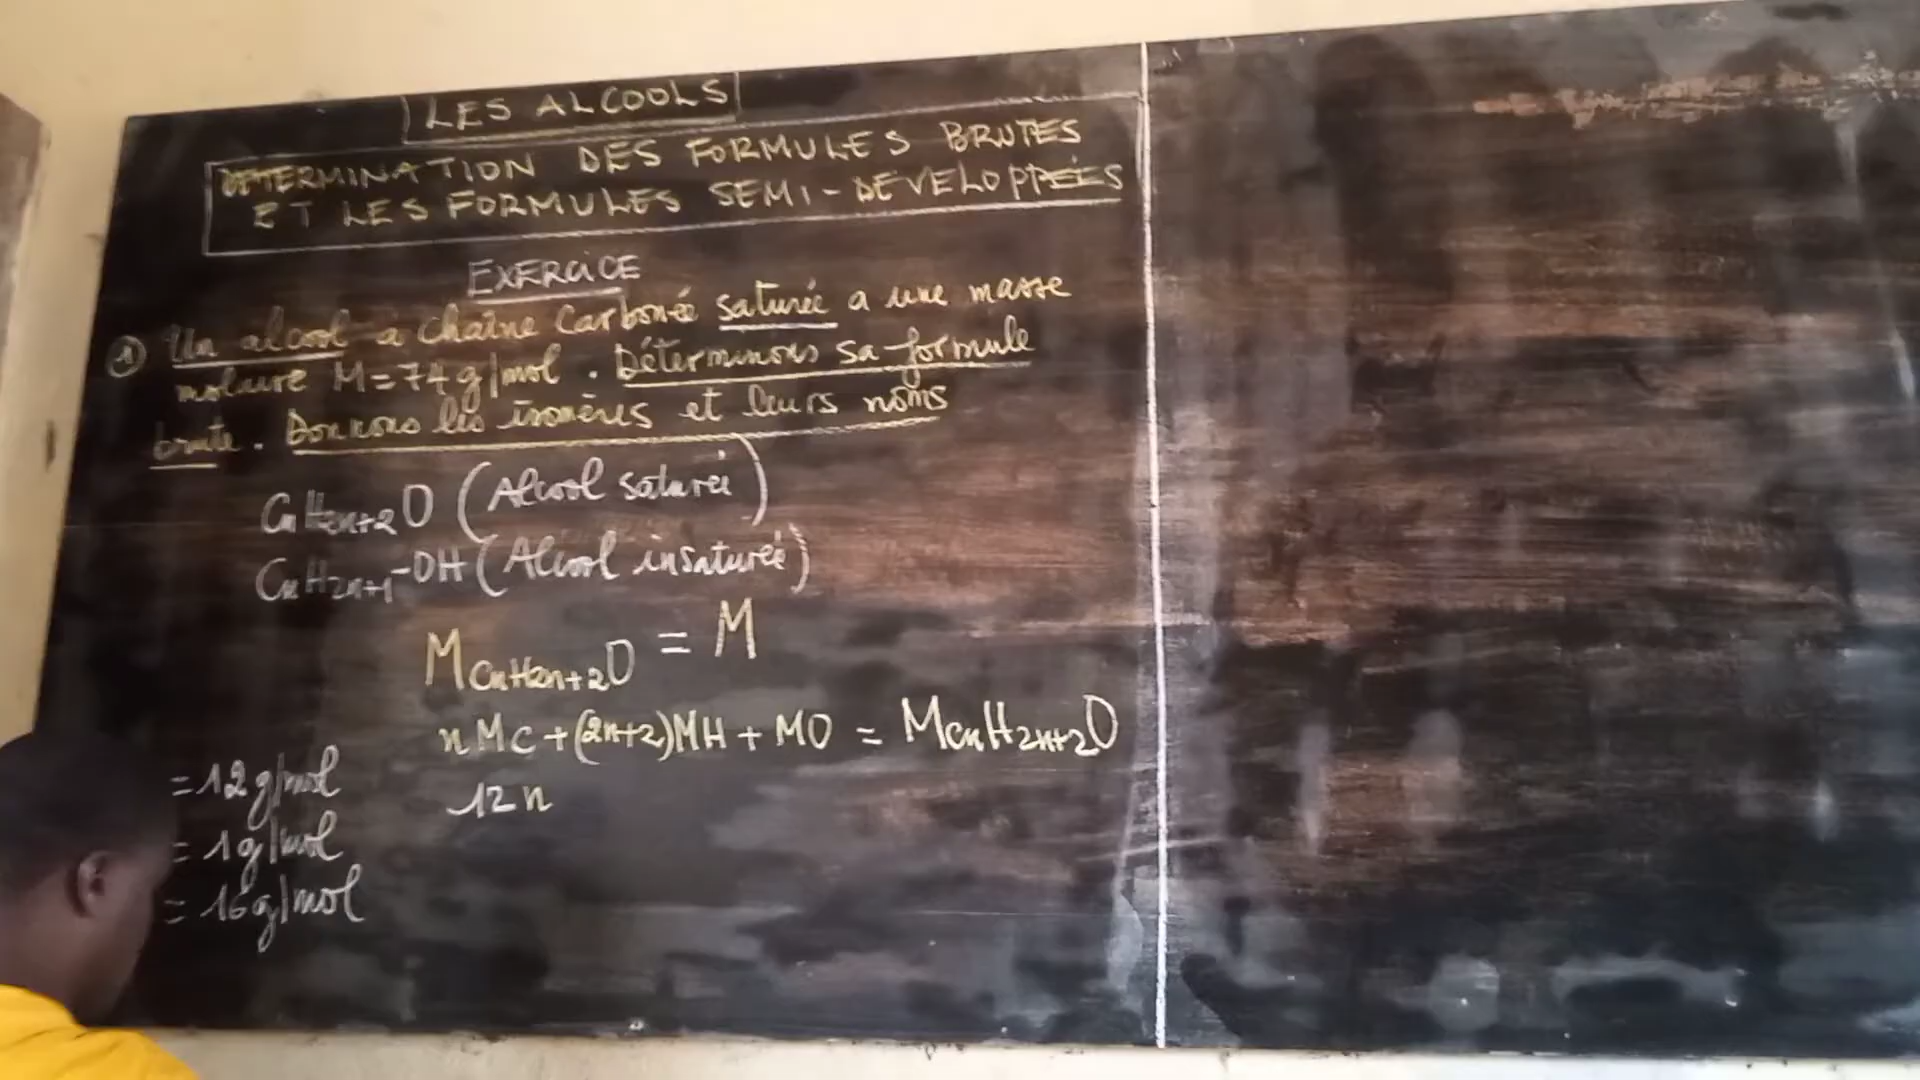 LES ALCOOLS
DETERMINATION DES FORMULES BRUTES
ET LES FORMULES SEMI-DEVELOPPÉES
EXERCICE
① Un alcool à chaîne carbonée saturée a une masse
molaire M=74g/mol. Déterminons sa formule
brute. Donnons les isomères et leurs noms
CnH2n+2O (Alcool saturée)
CnH2n+1-OH (Alcool insaturée)
MCnH2n+2O = M
nMC+(2n+2)MH+MO = MCnH2n+2O
=12g/mol
12n
=1g/mol
=16g/mol